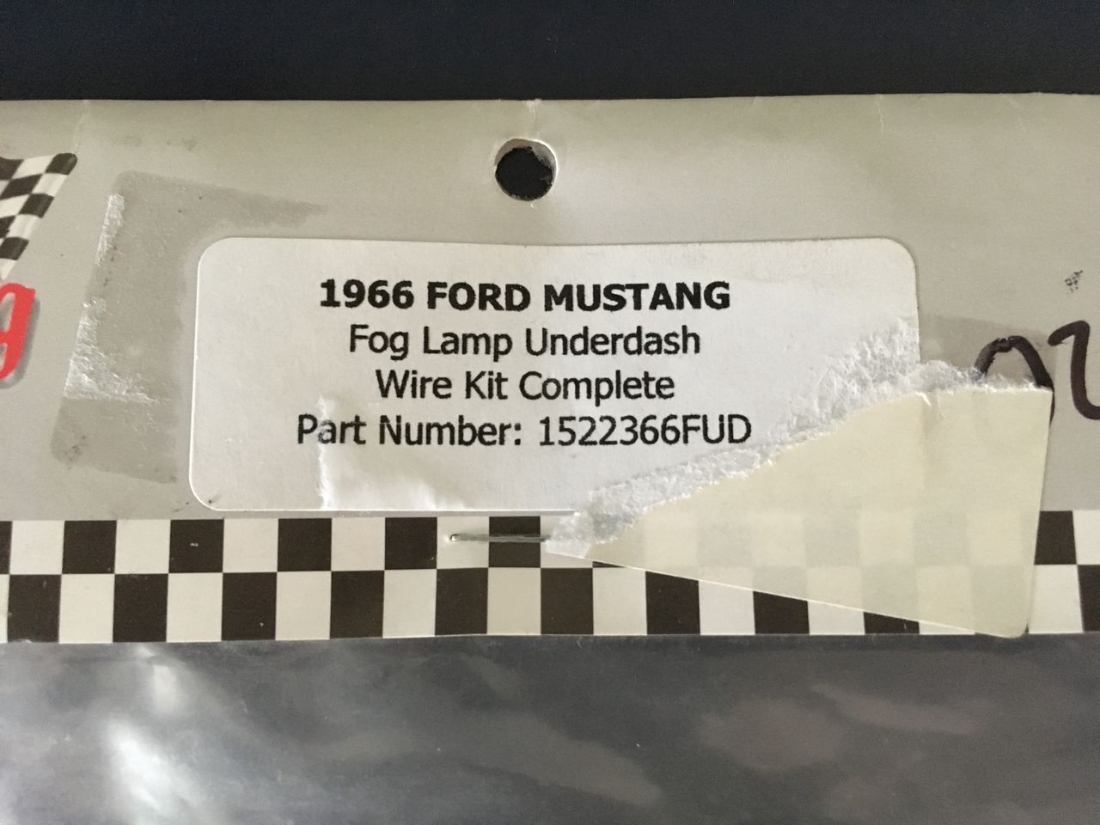 1966 FORD MUSTANG
Fog Lamp Underdash
Wire Kit Complete
Part Number: 1522366FUD